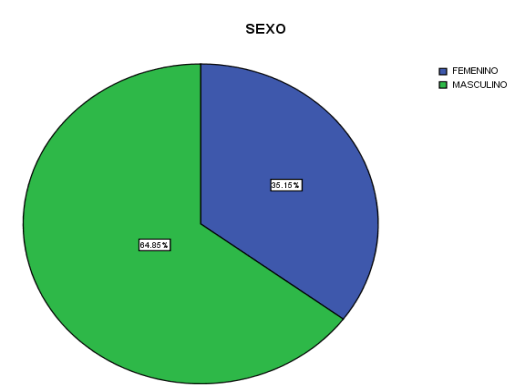 SEXO
FEMENINO
MASCULINO
35.15%
64.85%